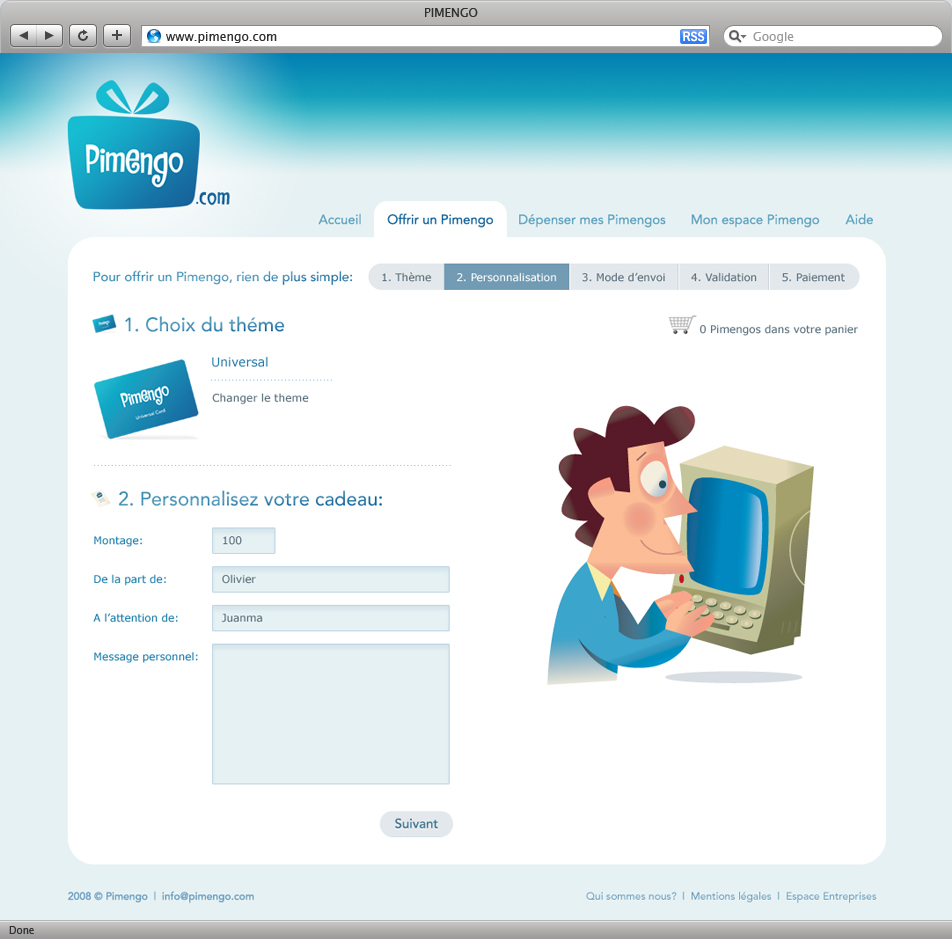 PIMENGO
www.pimengo.com
RSS
Google
Pimengo
.com
Accueil
Offrir un Pimengo
Dépenser mes Pimengos
Mon espace Pimengo
Aide
Pour offrir un Pimengo, rien de plus simple:
1. Thème
2. Personnalisation
3. Mode d'envoi
4. Validation
5. Paiement
1. Choix du théme
0 Pimengos dans votre panier
Pimengo
Universal Card
Universal
Changer le theme
2. Personnalisez votre cadeau:
Montage:
100
De la part de:
Olivier
A l'attention de:
Juanma
Message personnel:
Suivant
2008 © Pimengo | info@pimengo.com
Qui sommes nous? | Mentions légales | Espace Entreprises
Done